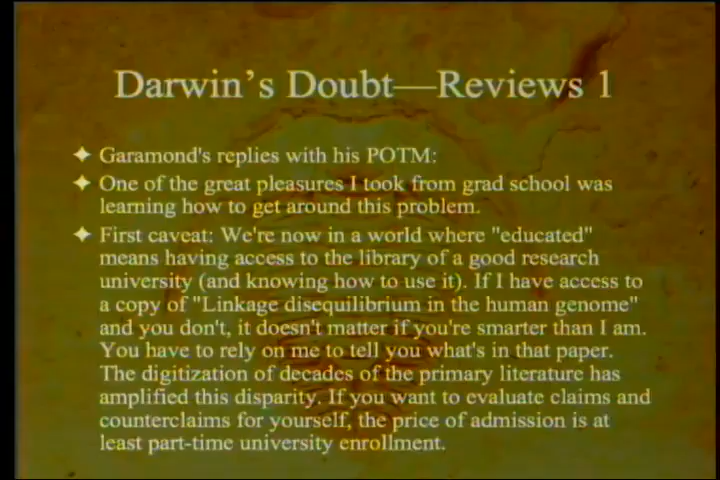 Darwin's Doubt—Reviews 1
Garamond's replies with his POTM:
One of the great pleasures I took from grad school was
learning how to get around this problem.
First caveat: We're now in a world where "educated"
means having access to the library of a good research
university (and knowing how to use it). If I have access to
a copy of "Linkage disequilibrium in the human genome"
and you don't, it doesn't matter if you're smarter than I am.
You have to rely on me to tell you what's in that paper.
The digitization of decades of the primary literature has
amplified this disparity. If you want to evaluate claims and
counterclaims for yourself, the price of admission is at
least part-time university enrollment.